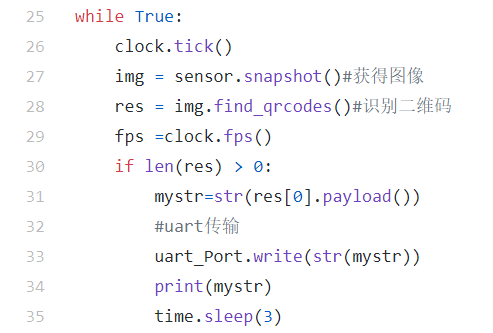 25 while True:
26     clock.tick()
27     img = sensor.snapshot()#获得图像
28     res = img.find_qrcodes()#识别二维码
29     fps =clock.fps()
30     if len(res) > 0:
31         mystr=str(res[0].payload())
32         #uart传输
33         uart_Port.write(str(mystr))
34         print(mystr)
35         time.sleep(3)